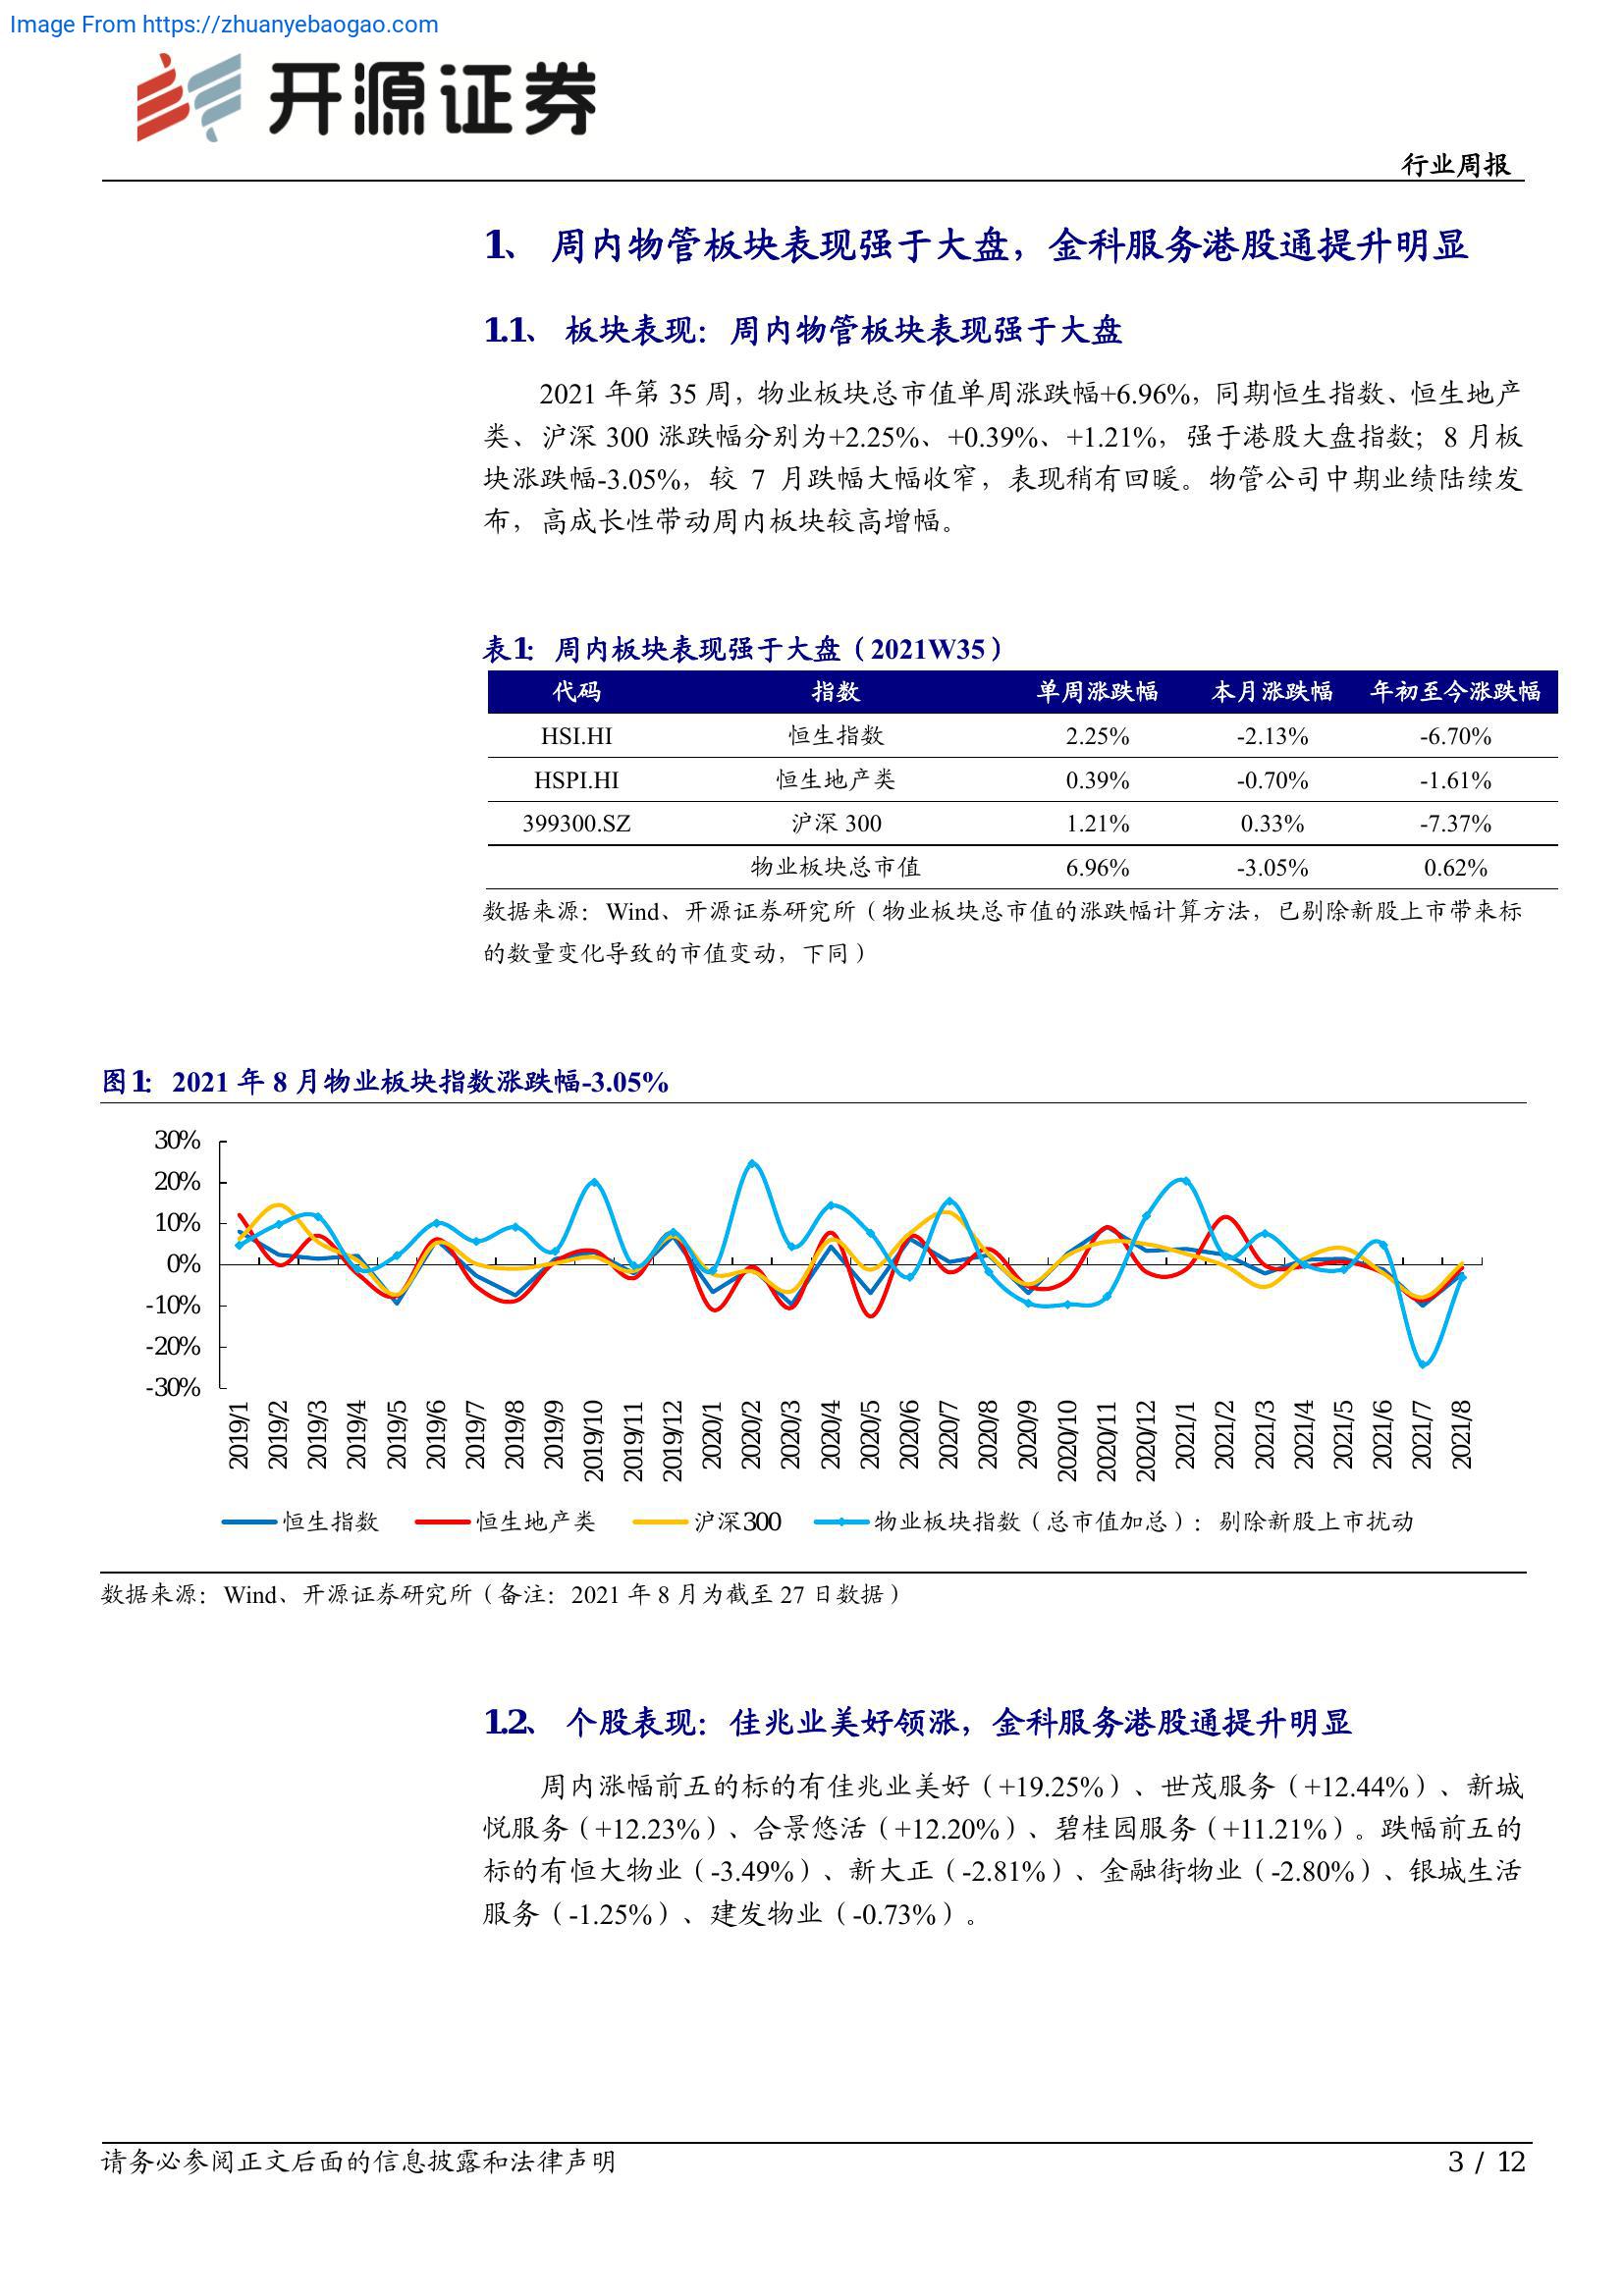 Image From https://zhuanyebaogao.com
开源证券
行业周报
1、 周内物管板块表现强于大盘，金科服务港股通提升明显
1.1、 板块表现：周内物管板块表现强于大盘
2021 年第 35 周，物业板块总市值单周涨跌幅+6.96%，同期恒生指数、恒生地产
类、沪深 300 涨跌幅分别为+2.25%、+0.39%、+1.21%，强于港股大盘指数；8 月板
块涨跌幅-3.05%，较 7 月跌幅大幅收窄，表现稍有回暖。物管公司中期业绩陆续发
布，高成长性带动周内板块较高增幅。
表1： 周内板块表现强于大盘（2021W35）
代码 指数 单周涨跌幅 本月涨跌幅 年初至今涨跌幅
HSI.HI 恒生指数 2.25% -2.13% -6.70%
HSPI.HI 恒生地产类 0.39% -0.70% -1.61%
399300.SZ 沪深 300 1.21% 0.33% -7.37%
物业板块总市值 6.96% -3.05% 0.62%
数据来源：Wind、开源证券研究所（物业板块总市值的涨跌幅计算方法，已剔除新股上市带来标
的数量变化导致的市值变动，下同）
图1： 2021 年 8 月物业板块指数涨跌幅-3.05%
30%
20%
10%
0%
-10%
-20%
-30%
2019/1 2019/2 2019/3 2019/4 2019/5 2019/6 2019/7 2019/8 2019/9 2019/10 2019/11 2019/12 2020/1 2020/2 2020/3 2020/4 2020/5 2020/6 2020/7 2020/8 2020/9 2020/10 2020/11 2020/12 2021/1 2021/2 2021/3 2021/4 2021/5 2021/6 2021/7 2021/8
恒生指数 恒生地产类 沪深300 物业板块指数（总市值加总）：剔除新股上市扰动
数据来源：Wind、开源证券研究所（备注：2021 年 8 月为截至 27 日数据）
1.2、 个股表现：佳兆业美好领涨，金科服务港股通提升明显
周内涨幅前五的标的有佳兆业美好（+19.25%）、世茂服务（+12.44%）、新城
悦服务（+12.23%）、合景悠活（+12.20%）、碧桂园服务（+11.21%）。跌幅前五的
标的有恒大物业（-3.49%）、新大正（-2.81%）、金融街物业（-2.80%）、银城生活
服务（-1.25%）、建发物业（-0.73%）。
请务必参阅正文后面的信息披露和法律声明 3 / 12